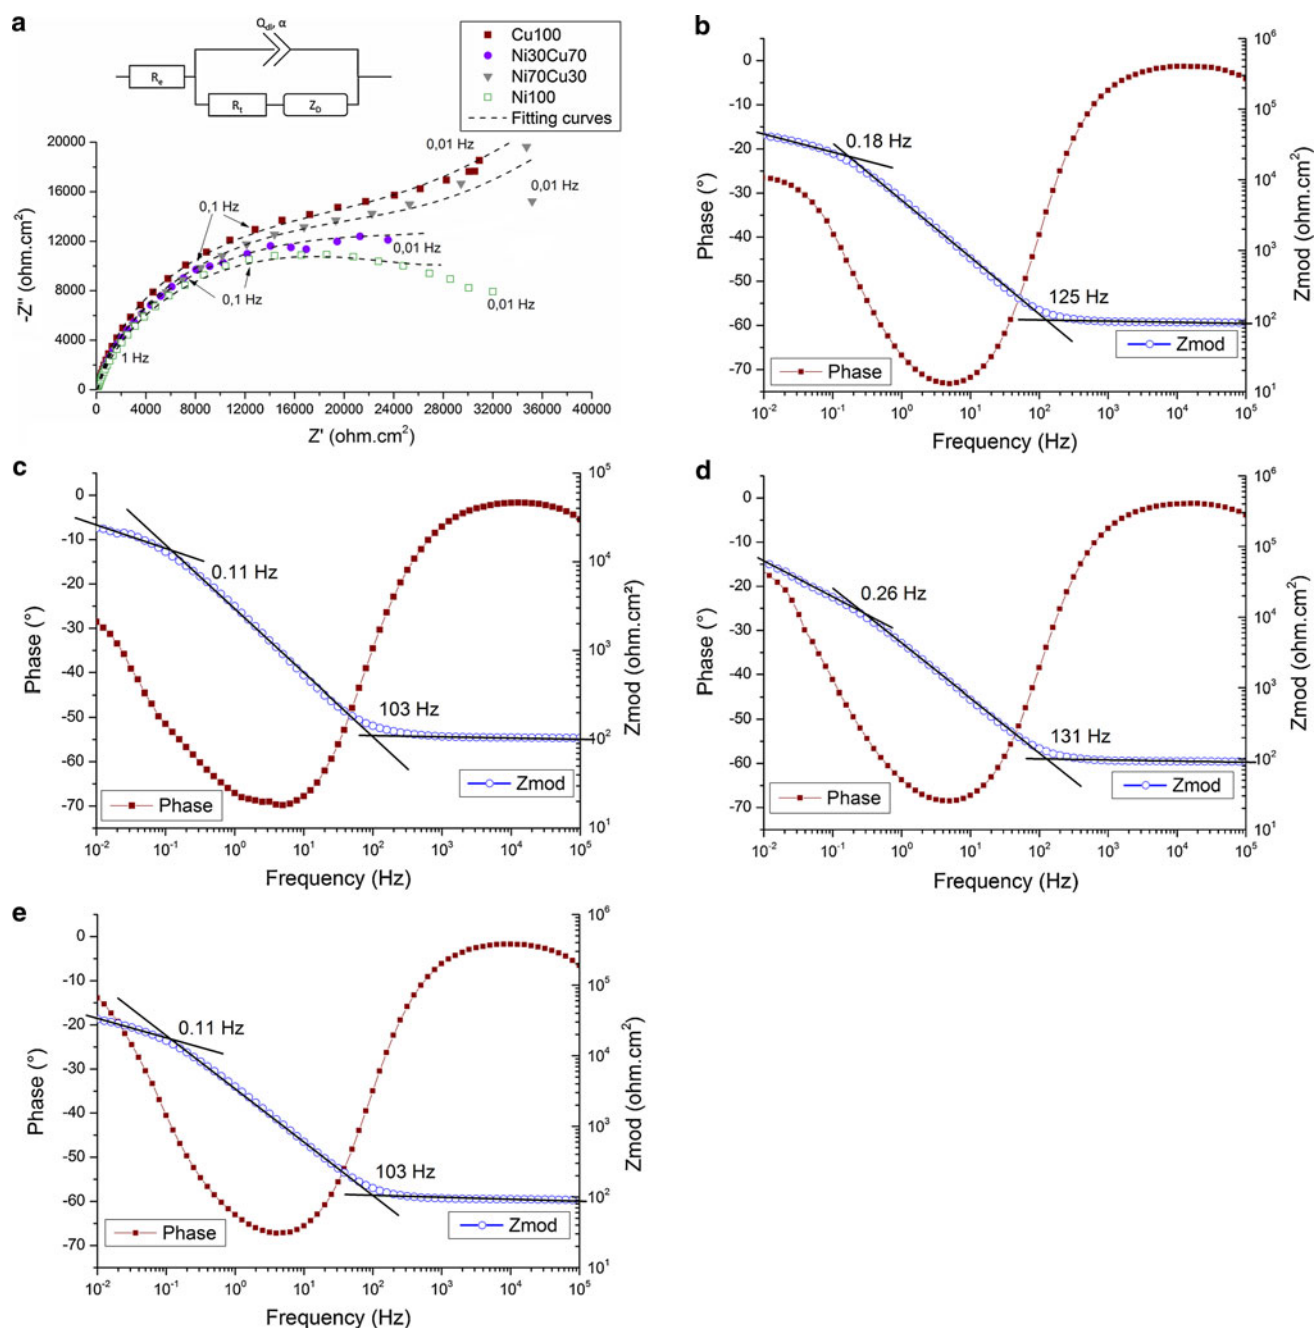 a
Q_dl, α
R_e
R_t
Z_D
Cu100
Ni30Cu70
Ni70Cu30
Ni100
Fitting curves
20000
16000
12000
8000
4000
0
-Z'' (ohm.cm²)
0,01 Hz
0,01 Hz
0,1 Hz
0,01 Hz
0,1 Hz
0,01 Hz
1 Hz
0 4000 8000 12000 16000 20000 24000 28000 32000 36000 40000
Z' (ohm.cm²)
b
0
-10
-20
-30
-40
-50
-60
-70
Phase (°)
0.18 Hz
125 Hz
Phase
Zmod
10⁶
10⁵
10⁴
10³
10²
10¹
Zmod (ohm.cm²)
10⁻² 10⁻¹ 10⁰ 10¹ 10² 10³ 10⁴ 10⁵
Frequency (Hz)
c
0
-10
-20
-30
-40
-50
-60
-70
Phase (°)
0.11 Hz
103 Hz
Phase
Zmod
10⁵
10⁴
10³
10²
10¹
Zmod (ohm.cm²)
10⁻² 10⁻¹ 10⁰ 10¹ 10² 10³ 10⁴ 10⁵
Frequency (Hz)
d
0
-10
-20
-30
-40
-50
-60
-70
Phase (°)
0.26 Hz
131 Hz
Phase
Zmod
10⁶
10⁵
10⁴
10³
10²
10¹
Zmod (ohm.cm²)
10⁻² 10⁻¹ 10⁰ 10¹ 10² 10³ 10⁴ 10⁵
Frequency (Hz)
e
0
-10
-20
-30
-40
-50
-60
-70
Phase (°)
0.11 Hz
103 Hz
Phase
Zmod
10⁶
10⁵
10⁴
10³
10²
10¹
Zmod (ohm.cm²)
10⁻² 10⁻¹ 10⁰ 10¹ 10² 10³ 10⁴ 10⁵
Frequency (Hz)